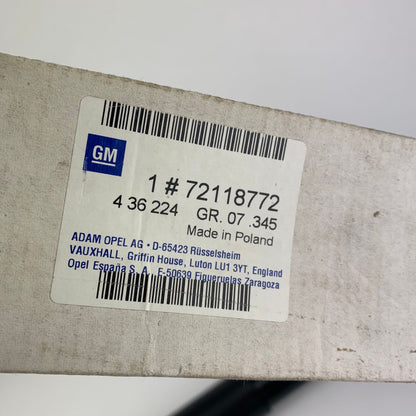 GM
1 # 72118772
4 36 224 GR. 07 .345
Made in Poland
ADAM OPEL AG • D-65423 Rüsselsheim
VAUXHALL, Griffin House, Luton LU1 3YT, England
Opel España S. A. E-50639 Figueruelas Zaragoza